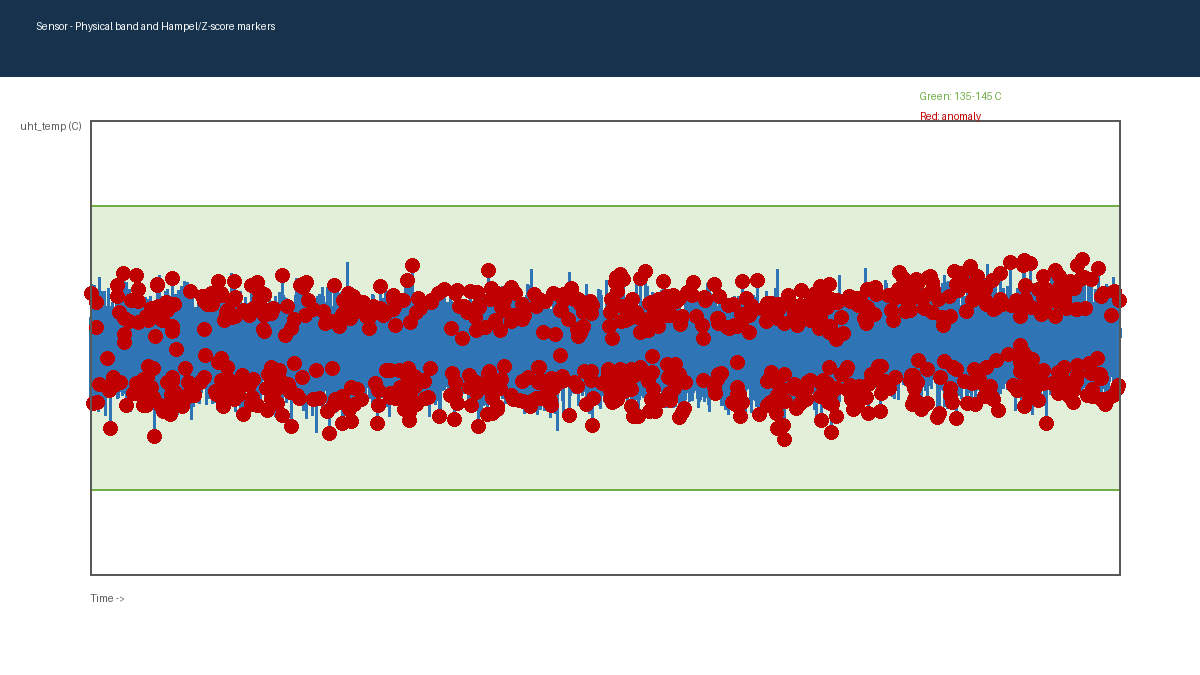 Sensor - Physical band and Hampel/Z-score markers
Green: 135-145 C
Red: anomaly
uht_temp (C)
Time ->